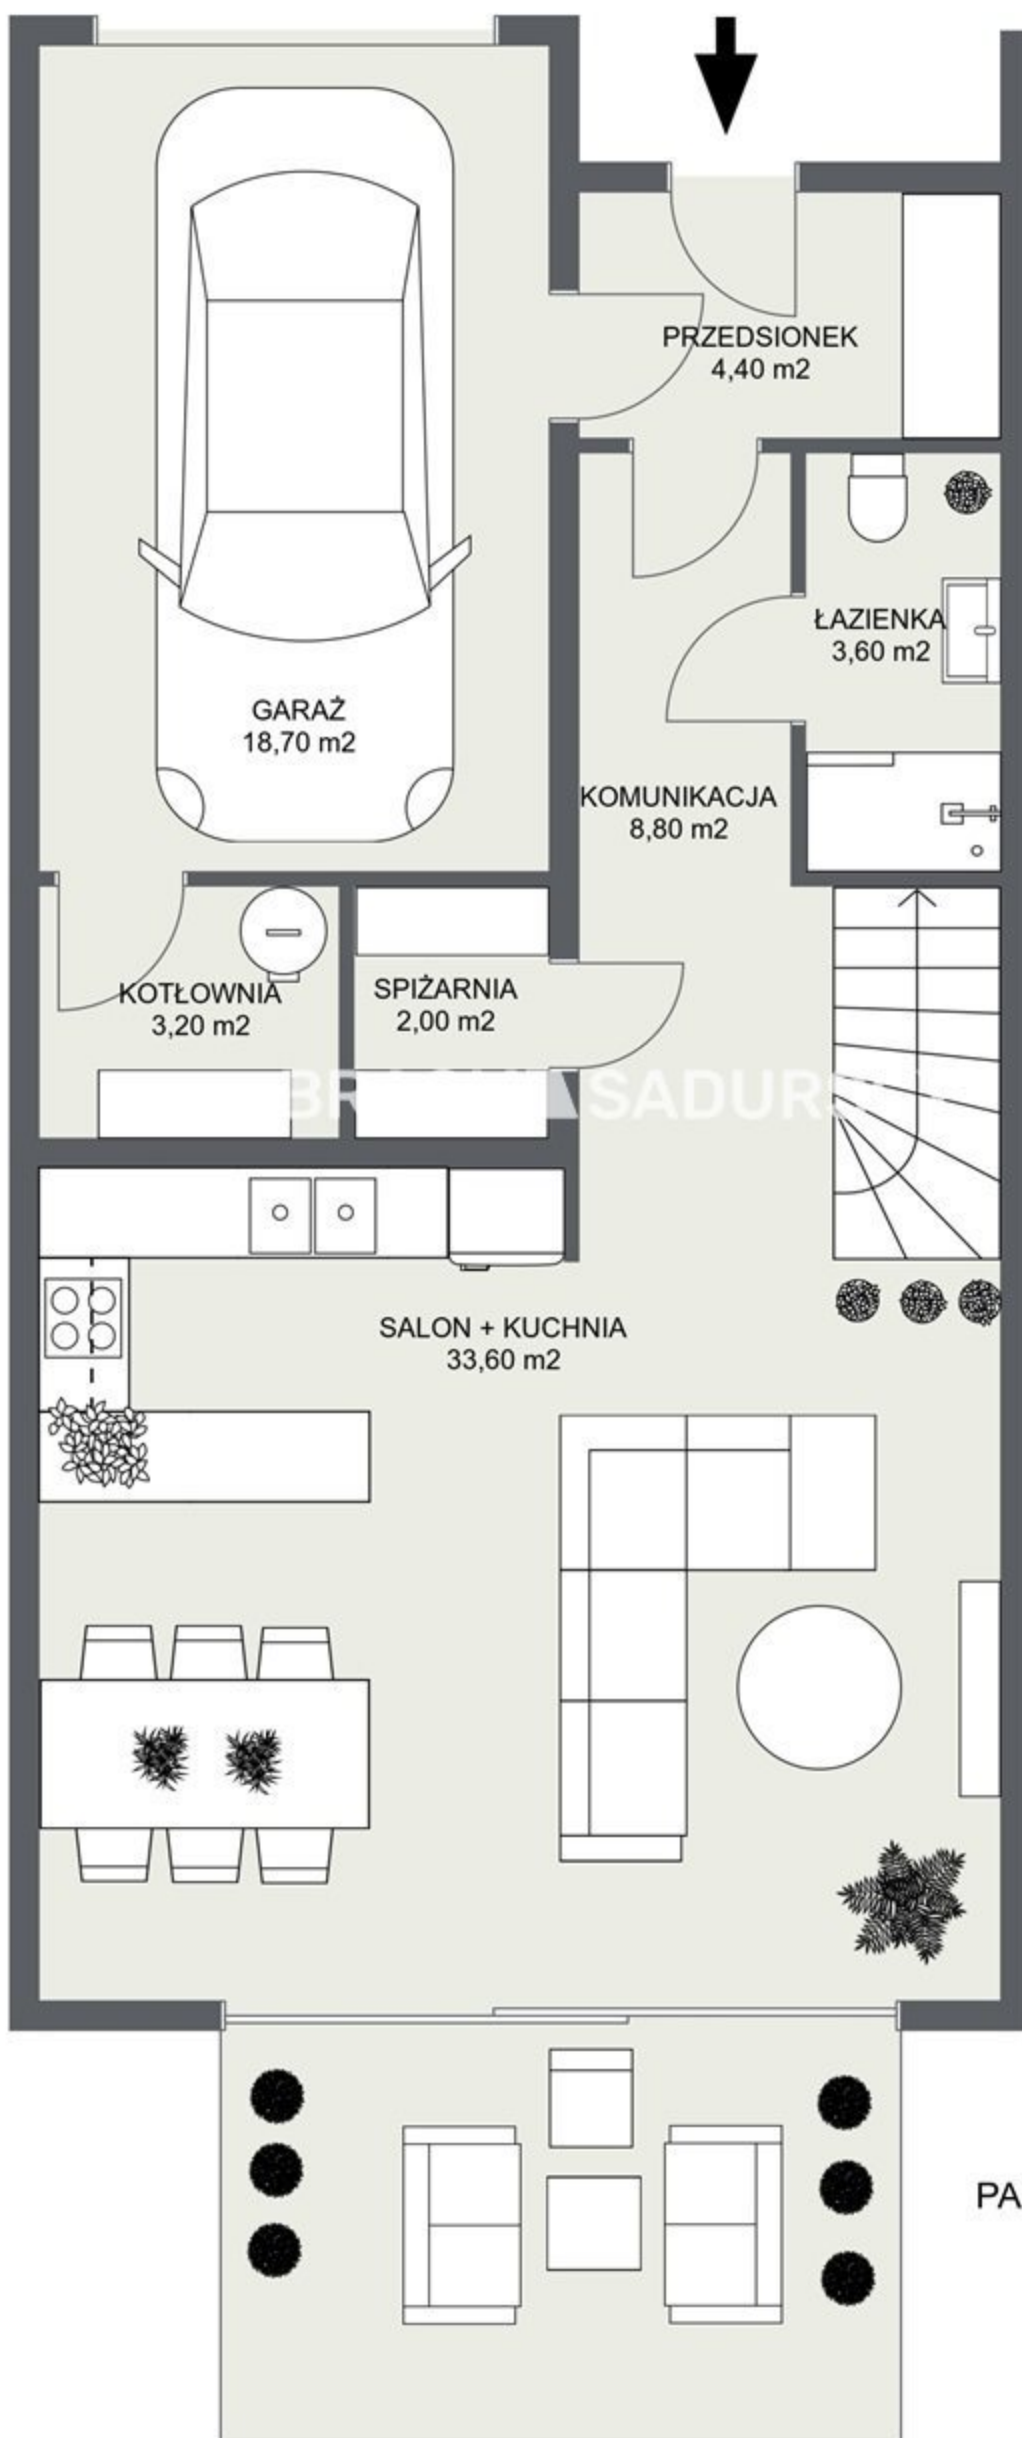 PRZEDSIONEK
4,40 m2
ŁAZIENKA
3,60 m2
GARAŻ
18,70 m2
KOMUNIKACJA
8,80 m2
KOTŁOWNIA
3,20 m2
SPIŻARNIA
2,00 m2
SALON + KUCHNIA
33,60 m2
PA